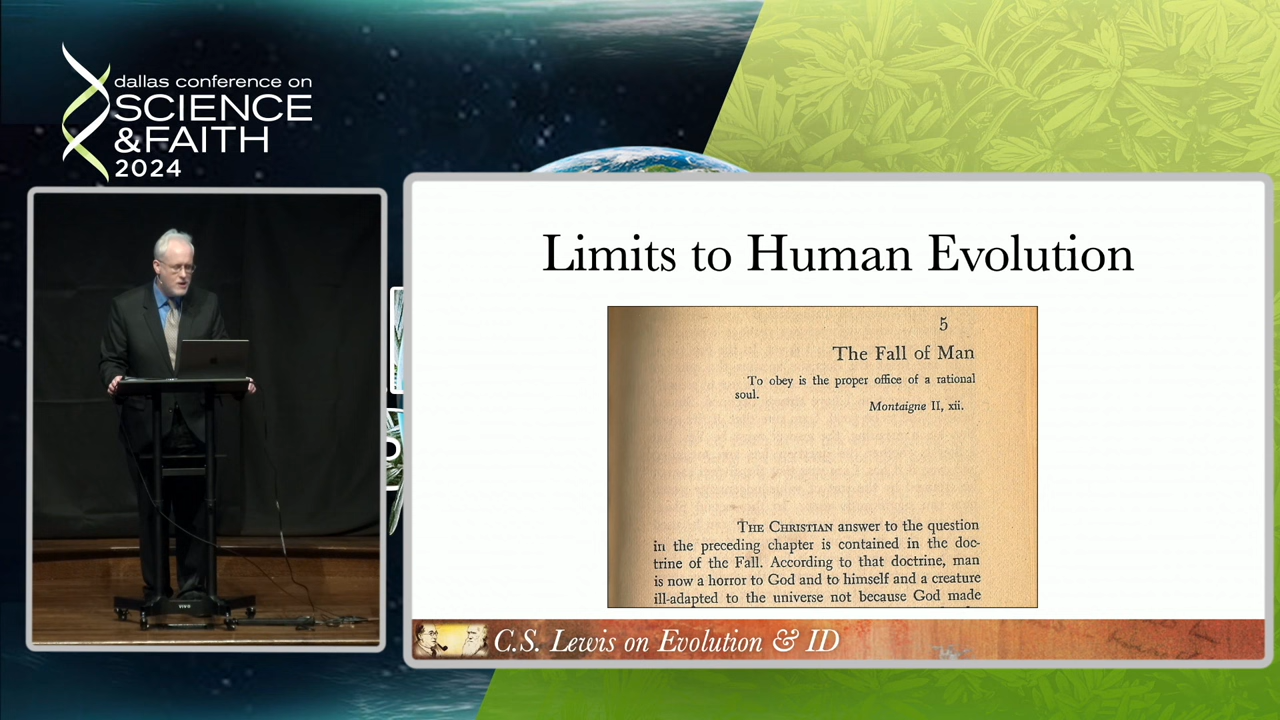 dallas conference on
SCIENCE
&FAITH
2024
Limits to Human Evolution
5
The Fall of Man
To obey is the proper office of a rational
soul.
Montaigne II, xii.
THE CHRISTIAN answer to the question
in the preceding chapter is contained in the doc-
trine of the Fall. According to that doctrine, man
is now a horror to God and to himself and a creature
ill-adapted to the universe not because God made
C.S. Lewis on Evolution & ID
VIVO